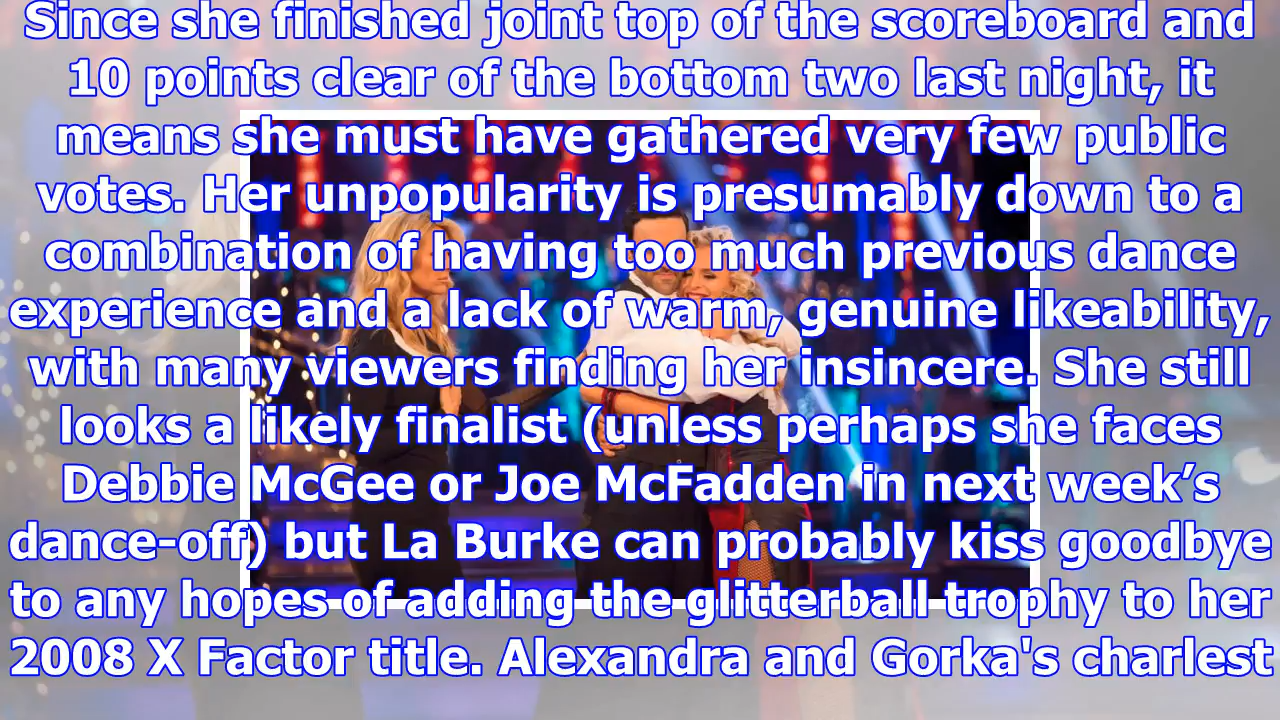 Since she finished joint top of the scoreboard and
10 points clear of the bottom two last night, it
means she must have gathered very few public
votes. Her unpopularity is presumably down to a
combination of having too much previous dance
experience and a lack of warm, genuine likeability,
with many viewers finding her insincere. She still
looks a likely finalist (unless perhaps she faces
Debbie McGee or Joe McFadden in next week’s
dance-off) but La Burke can probably kiss goodbye
to any hopes of adding the glitterball trophy to her
2008 X Factor title. Alexandra and Gorka's charlest